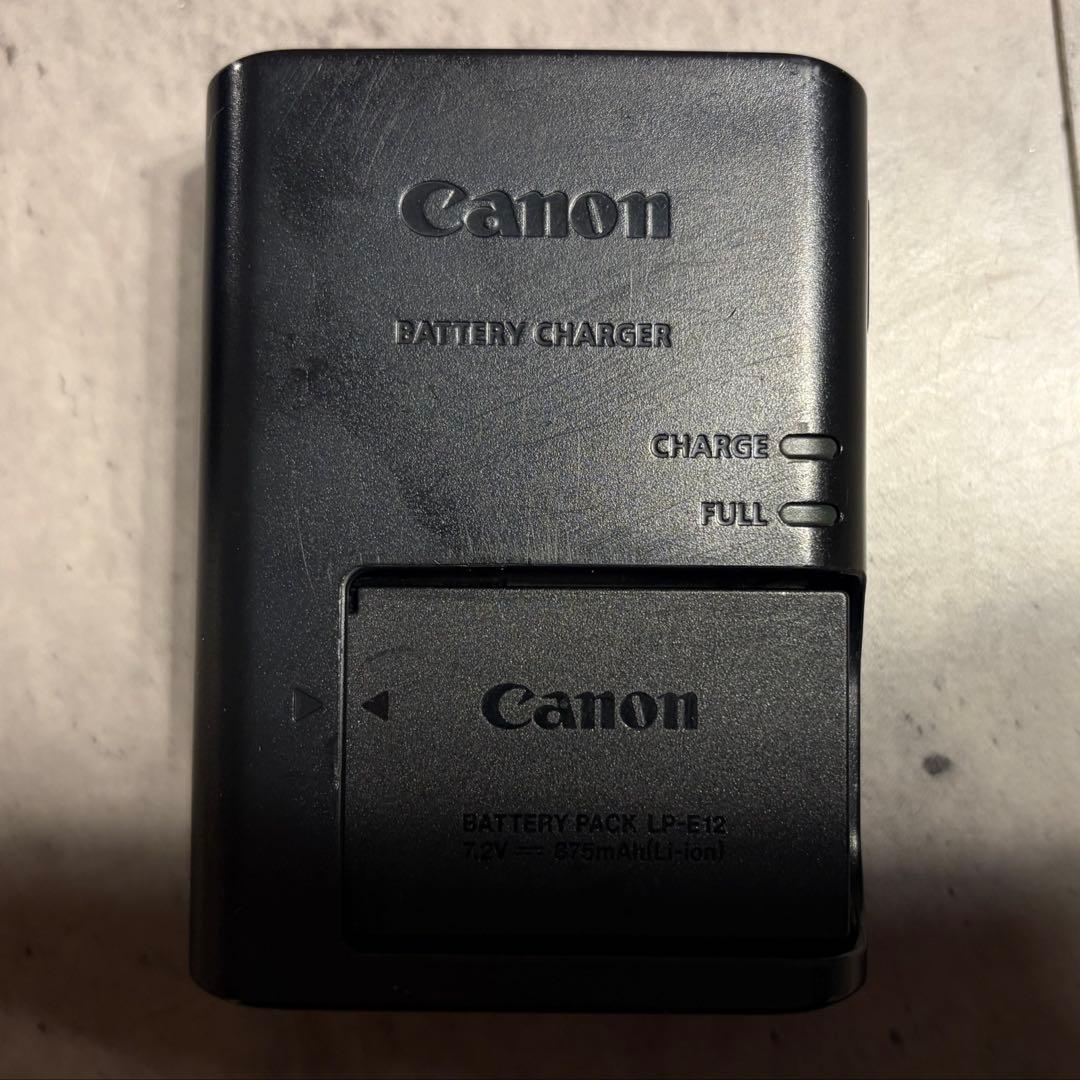 Canon
BATTERY CHARGER
CHARGE
FULL
Canon
BATTERY PACK LP-E12
7.2V ⎓ 875mAh(Li-ion)